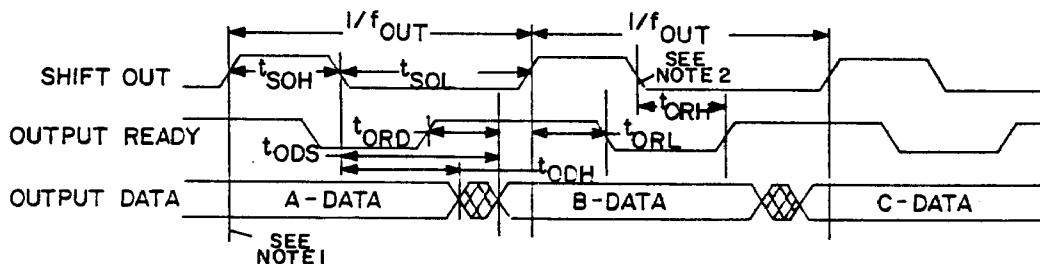 1/fOUT 1/fOUT
SHIFT OUT tSOH tSOL SEE NOTE 2
tORH
OUTPUT READY tORD tORL
tODS
tODH
OUTPUT DATA A-DATA B-DATA C-DATA
SEE
NOTE 1